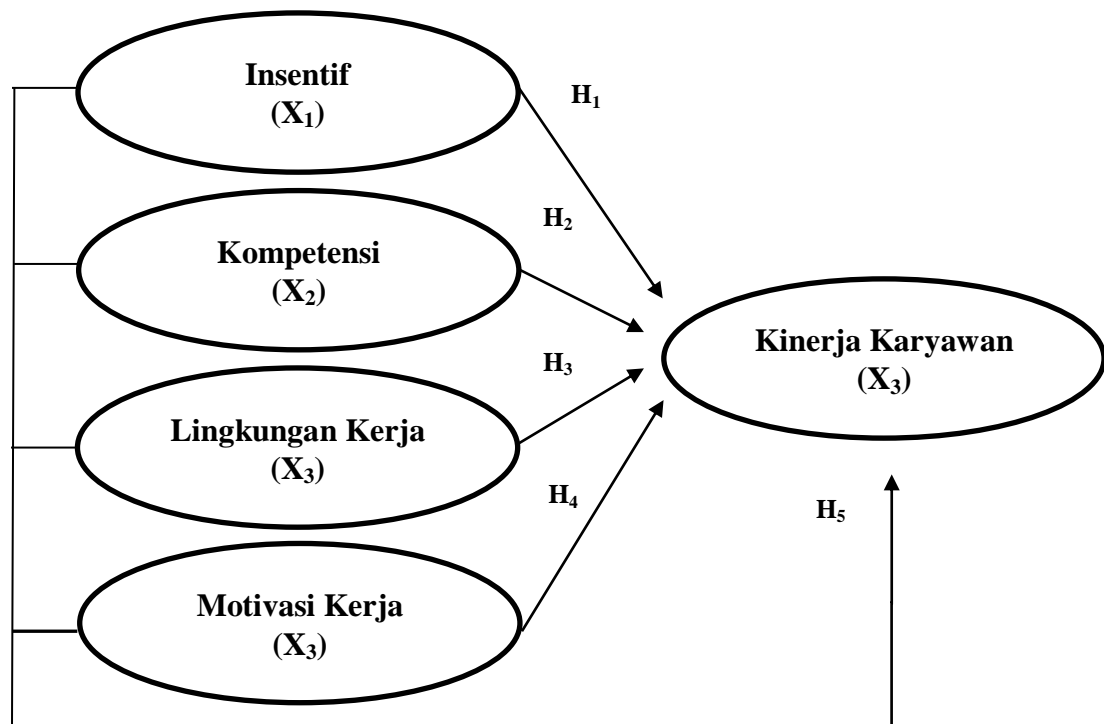 Insentif
(X₁)
H₁
H₂
Kompetensi
(X₂)
Kinerja Karyawan
(X₃)
H₃
Lingkungan Kerja
(X₃)
H₄
H₅
Motivasi Kerja
(X₃)